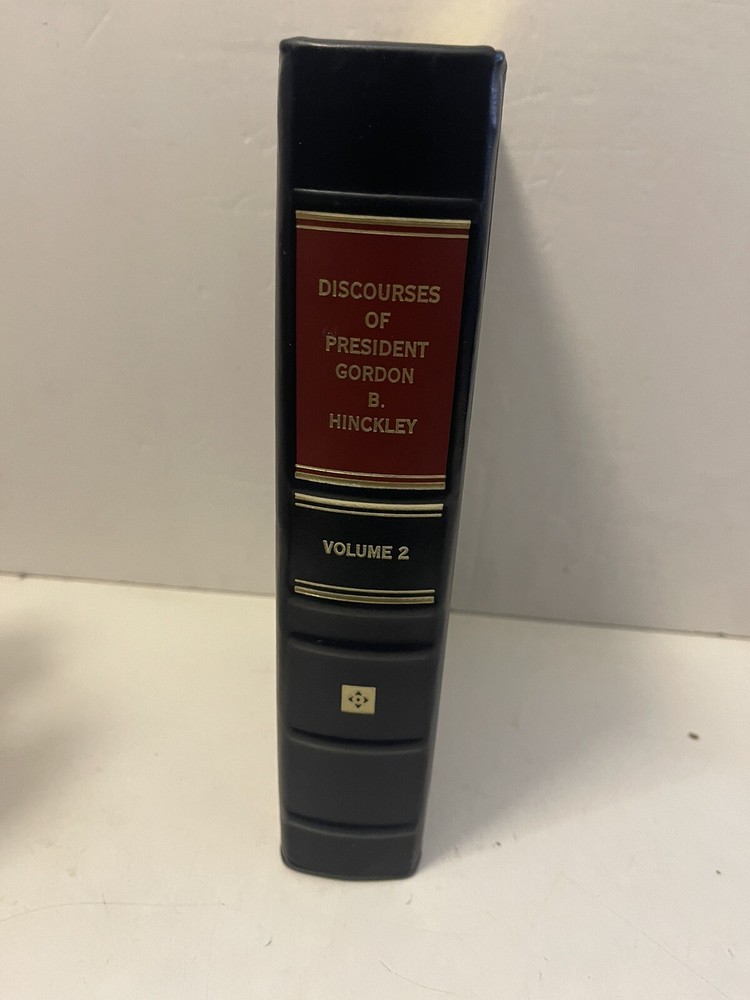 DISCOURSES
OF
PRESIDENT
GORDON
B.
HINCKLEY
VOLUME 2